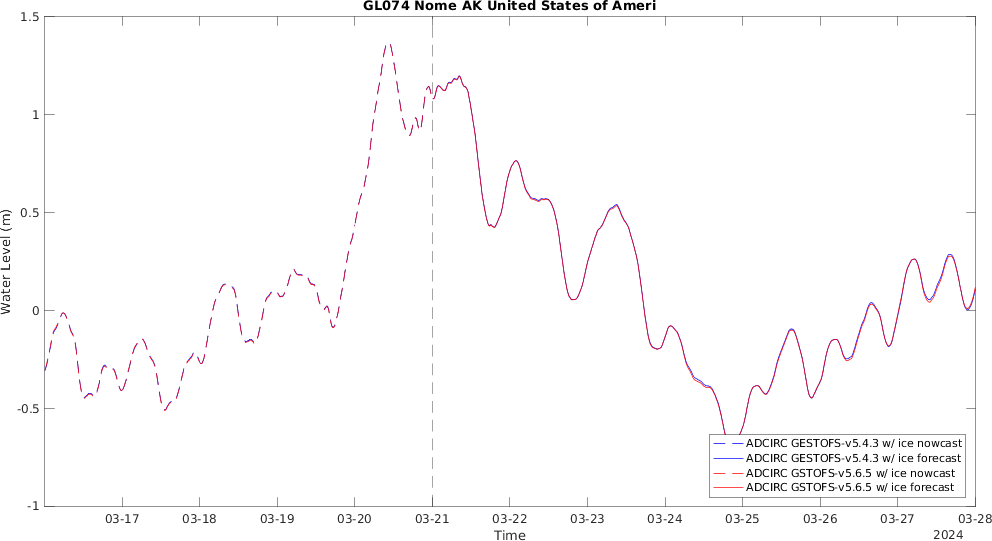 GL074 Nome AK United States of Ameri
1.5
1
0.5
0
-0.5
-1
Water Level (m)
03-17
03-18
03-19
03-20
03-21
03-22
03-23
03-24
03-25
03-26
03-27
03-28
Time
2024
ADCIRC GESTOFS-v5.4.3 w/ ice nowcast
ADCIRC GESTOFS-v5.4.3 w/ ice forecast
ADCIRC GSTOFS-v5.6.5 w/ ice nowcast
ADCIRC GSTOFS-v5.6.5 w/ ice forecast